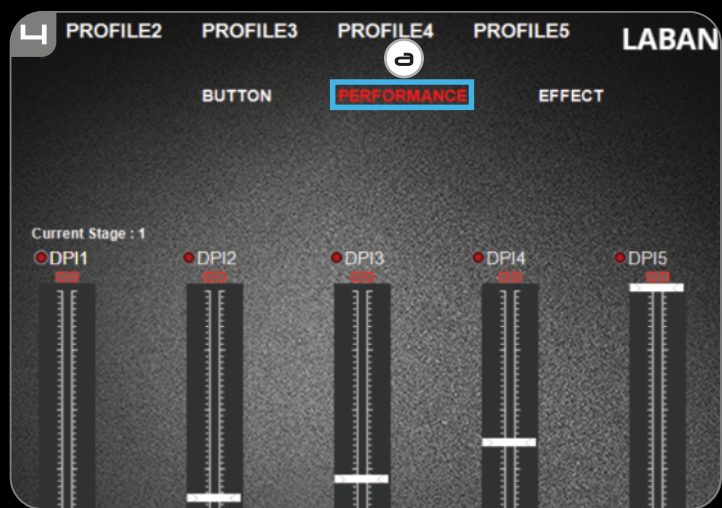 4 PROFILE2 PROFILE3 PROFILE4 PROFILE5 LABAN
a
BUTTON PERFORMANCE EFFECT
Current Stage : 1
DPI1 DPI2 DPI3 DPI4 DPI5